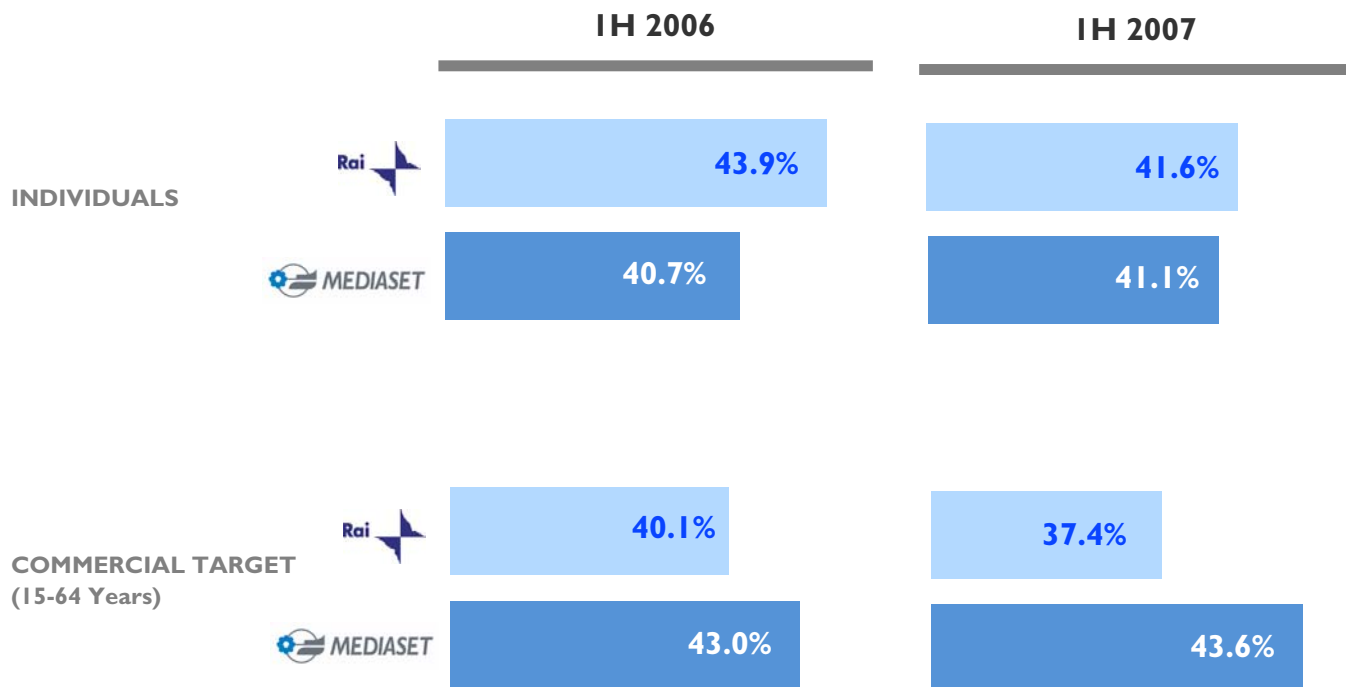 1H 2006
1H 2007
INDIVIDUALS
Rai
43.9%
41.6%
MEDIASET
40.7%
41.1%
COMMERCIAL TARGET
(15-64 Years)
Rai
40.1%
37.4%
MEDIASET
43.0%
43.6%